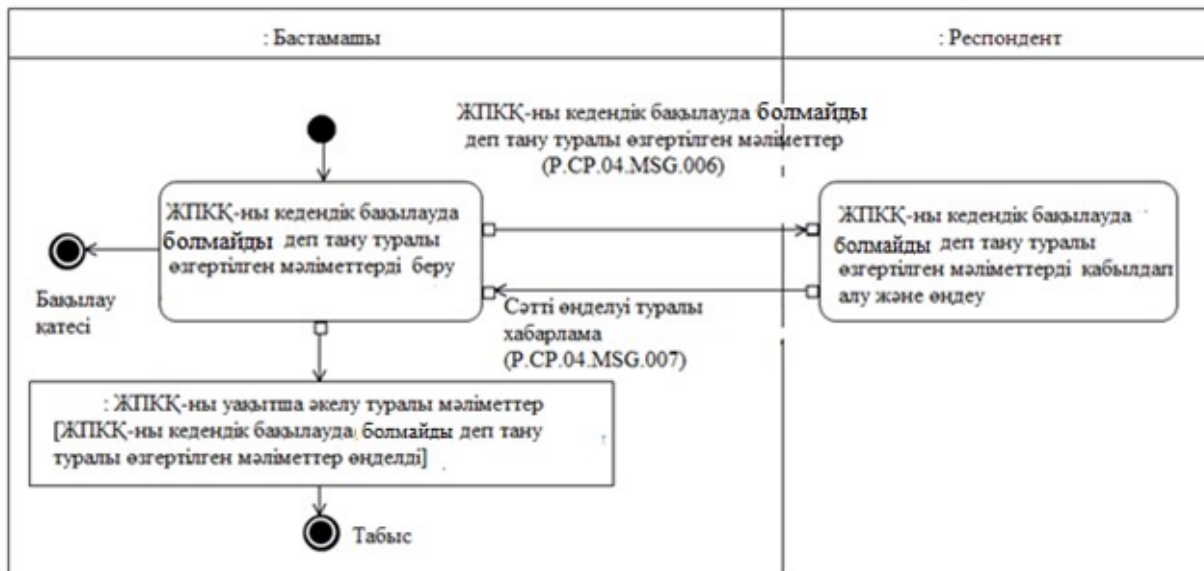 : Бастамашы
: Респондент
ЖПКҚ-ны кедендік бақылауда болмайды
деп тану туралы өзгертілген мәліметтер
(P.CP.04.MSG.006)
ЖПКҚ-ны кедендік бақылауда
болмайды деп тану туралы
өзгертілген мәліметтерді беру
ЖПКҚ-ны кедендік бақылауда
болмайды деп тану туралы
өзгертілген мәліметтерді қабылдап
алу және өңдеу
Бақылау
қатесі
Сәтті өңделуі туралы
хабарлама
(P.CP.04.MSG.007)
: ЖПКҚ-ны уақытша әкелу туралы мәліметтер
[ЖПКҚ-ны кедендік бақылауда болмайды деп тану
туралы өзгертілген мәліметтер өңделді]
Табыс